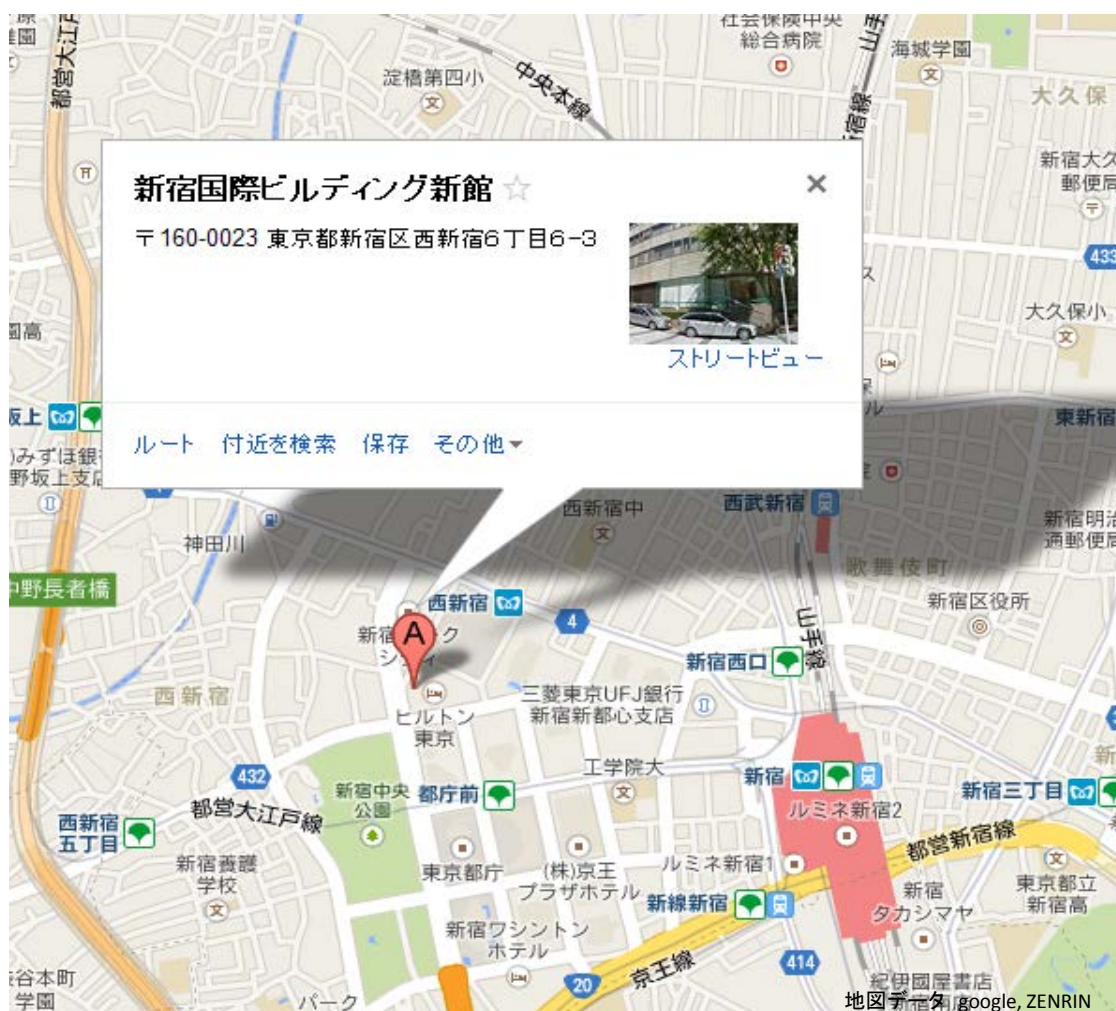 社会保険中央
総合病院
海城学園
都営大江戸
淀橋第四小
中央本線
山手
大久保
新宿大久
郵便局
新宿国際ビルディング新館
〒160-0023 東京都新宿区西新宿6丁目6-3
ストリートビュー
ルート 付近を検索 保存 その他
433
大久保小
東新宿
坂上
みずほ銀
野坂上支店
西新宿中
西武新宿
新宿明治
通郵便局
神田川
歌舞伎町
中野長者橋
西新宿
4
新宿区役所
A
山手線
新宿西口
西新宿
三菱東京UFJ銀行
新宿新都心支店
ヒルトン
東京
工学院大
432
新宿中央
公園
都庁前
新宿
新宿三丁目
都営大江戸線
ルミネ新宿2
西新宿
五丁目
都営新宿線
新宿養護
学校
東京都庁
(株)京王
プラザホテル
ルミネ新宿1
新線新宿
新宿
タカシマヤ
東京都立
新宿高
新宿ワシントン
ホテル
京王線
20
414
谷本町
学園
パーク
紀伊國屋書店
地図データ google, ZENRIN